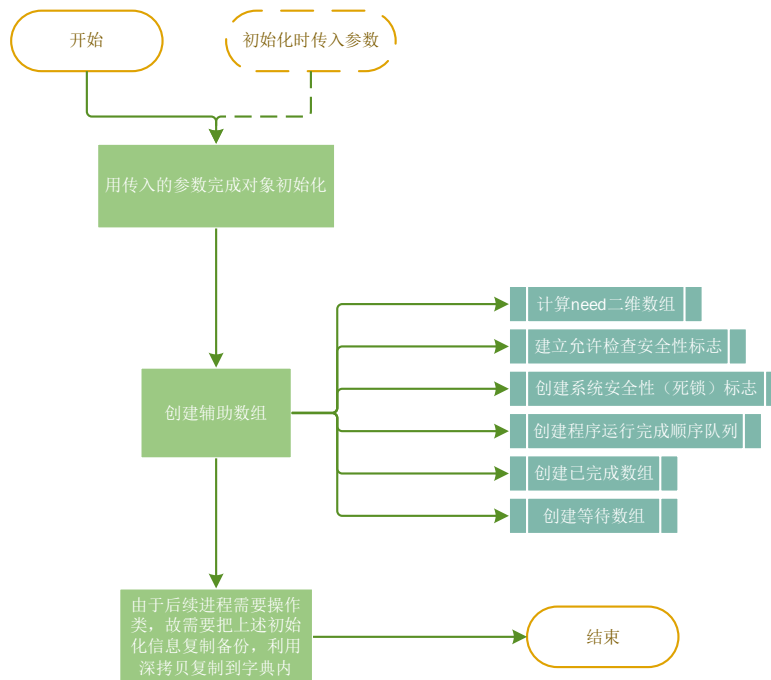 开始
初始化时传入参数
用传入的参数完成对象初始化
计算need二维数组
建立允许检查安全性标志
创建系统安全性（死锁）标志
创建辅助数组
创建程序运行完成顺序队列
创建已完成数组
创建等待数组
由于后续进程需要操作
类，故需要把上述初始
化信息复制备份，利用
深拷贝复制到字典内
结束